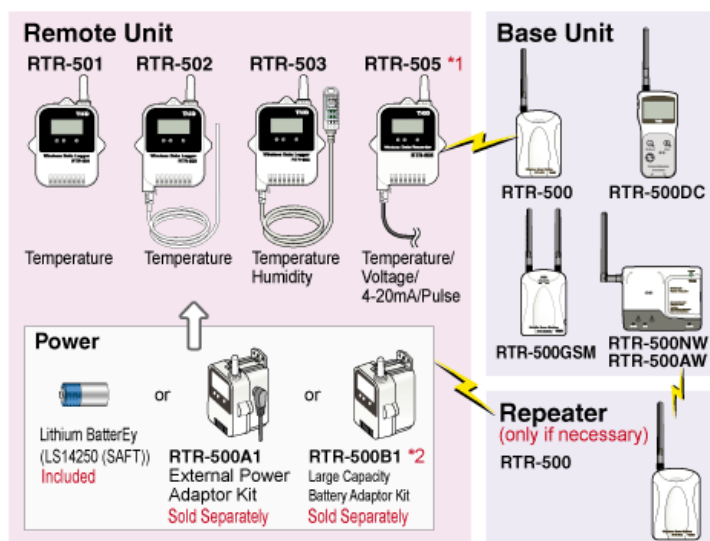 Remote Unit
RTR-501
RTR-502
RTR-503
RTR-505 *1
Temperature
Temperature
Temperature
Humidity
Temperature/
Voltage/
4-20mA/Pulse
Power
Lithium BatterEy
(LS14250 (SAFT))
Included
or
RTR-500A1
External Power
Adaptor Kit
Sold Separately
or
RTR-500B1 *2
Large Capacity
Battery Adaptor Kit
Sold Separately
Base Unit
RTR-500
RTR-500DC
RTR-500GSM
RTR-500NW
RTR-500AW
Repeater
(only if necessary)
RTR-500